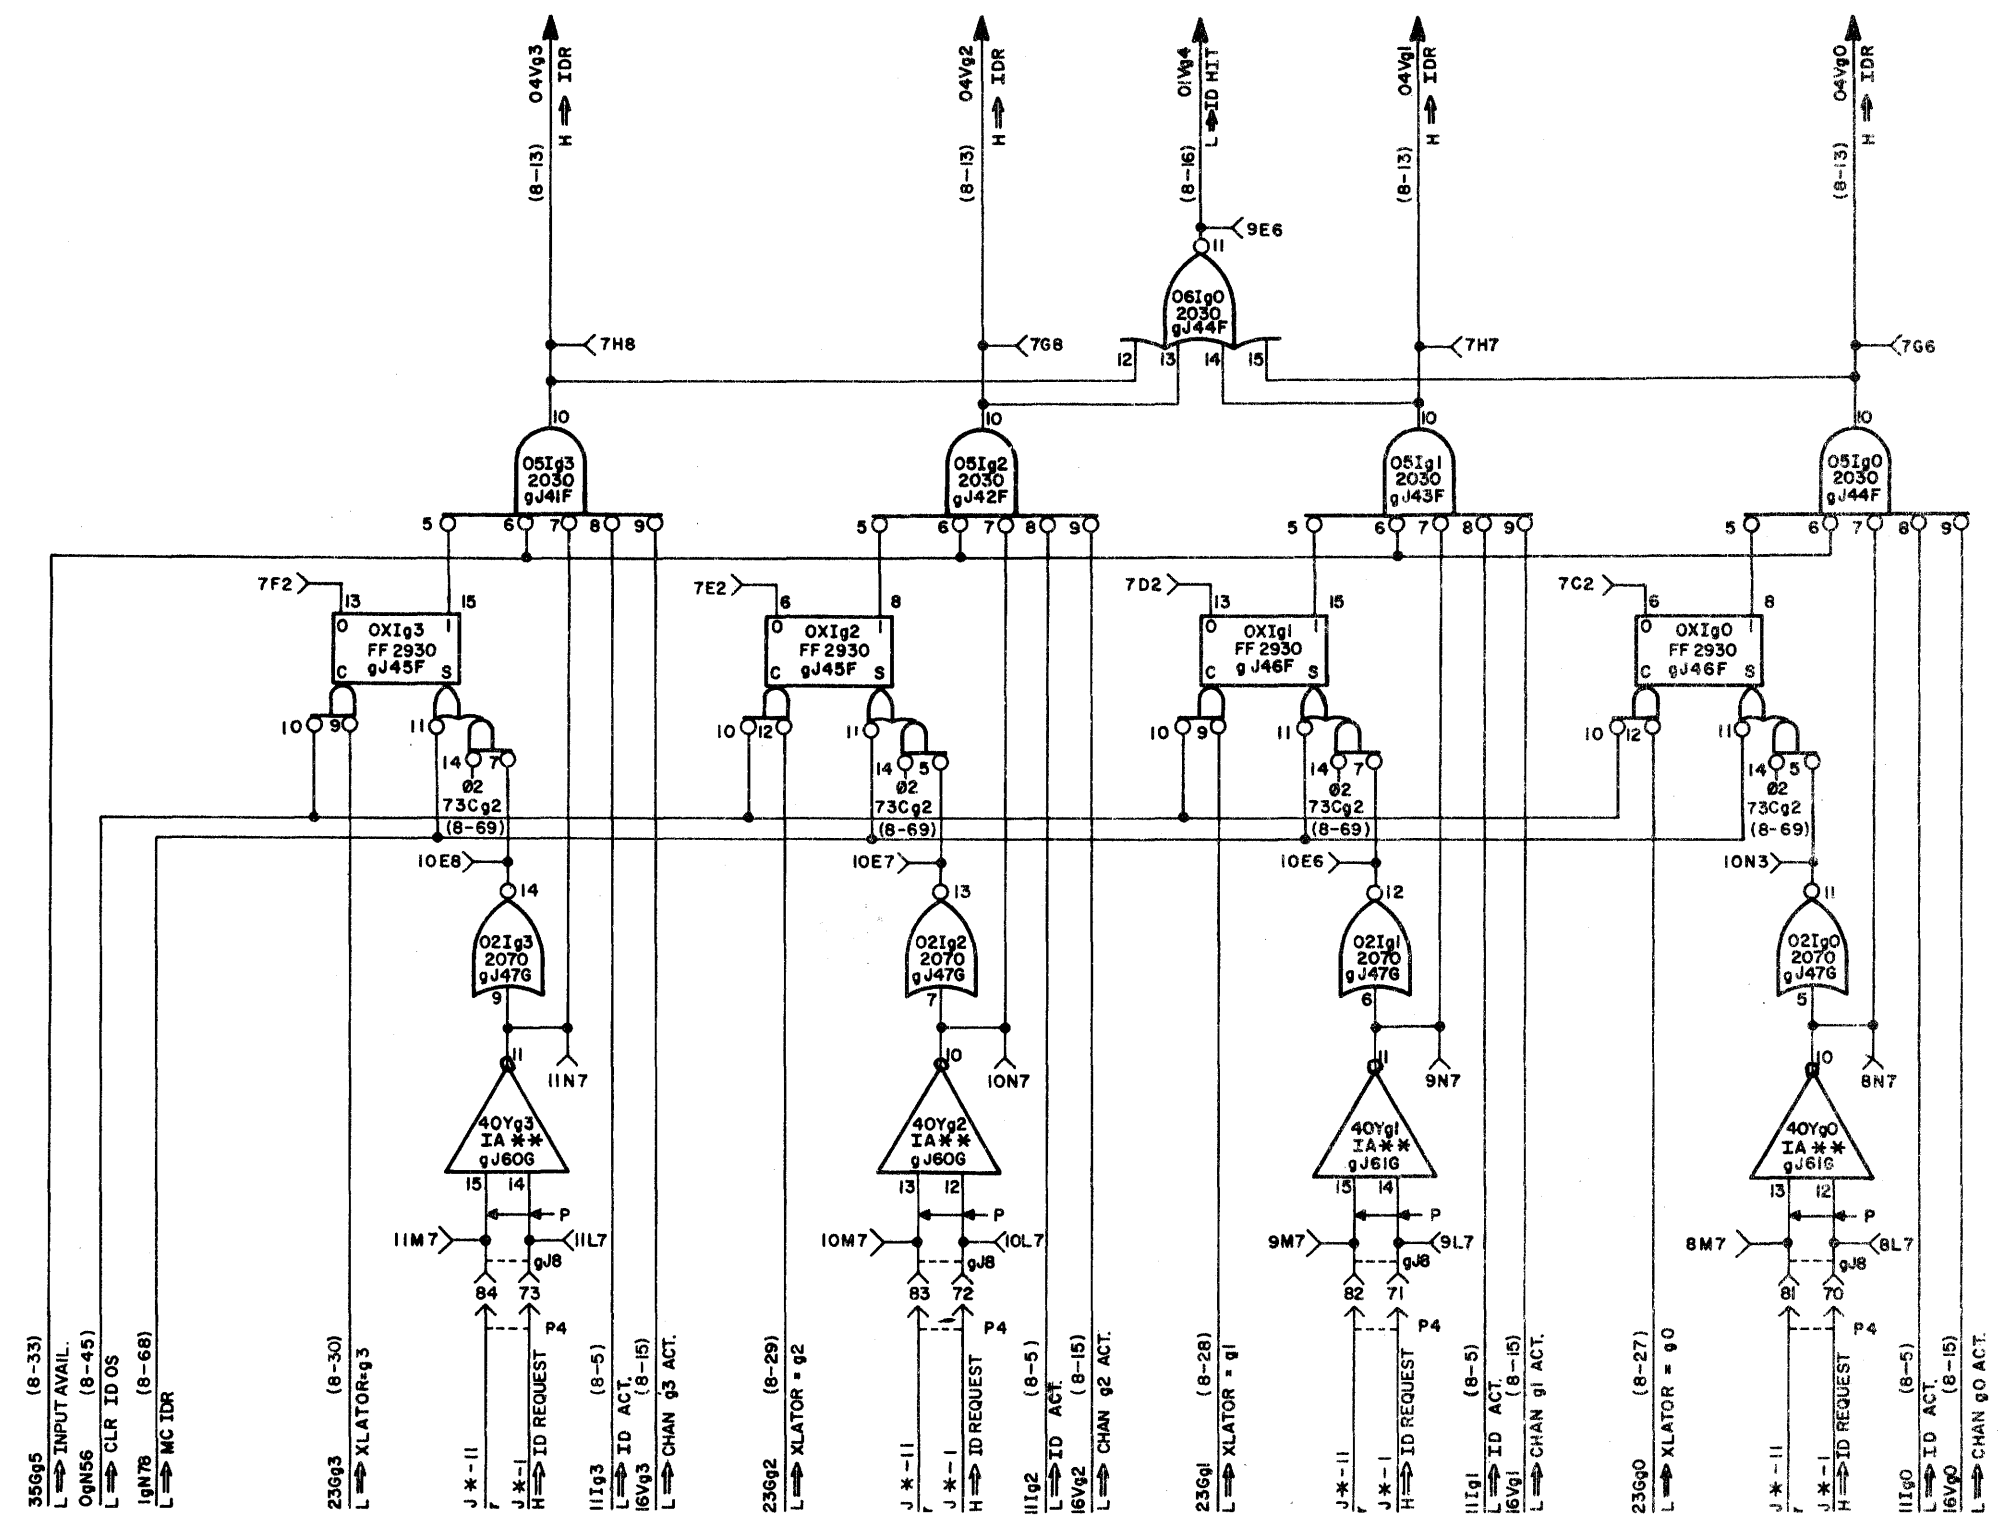 04Vg3
H ⟹ IDR
(8-13)
04Vg2
H ⟹ IDR
(8-13)
01Vg4
L ⟹ ID HIT
(8-16)
04Vg1
H ⟹ IDR
(8-13)
04Vg0
H ⟹ IDR
(8-13)
9E6
11
06Ig0
2030
gJ44F
12 13 14 15
7H8
7G8
7H7
7G6
10
05Ig3
2030
gJ41F
5 6 7 8 9
10
05Ig2
2030
gJ42F
5 6 7 8 9
10
05Ig1
2030
gJ43F
5 6 7 8 9
10
05Ig0
2030
gJ44F
5 6 7 8 9
7F2
13 15
0 1
0XIg3
FF 2930
gJ45F
C S
10 9 11
14 7
Ø2
73Cg2
(8-69)
7E2
6 8
0 1
0XIg2
FF 2930
gJ45F
C S
10 12 11
14 5
Ø2
73Cg2
(8-69)
7D2
13 15
0 1
0XIg1
FF 2930
gJ46F
C S
10 9 11
14 7
Ø2
73Cg2
(8-69)
7C2
6 8
0 1
0XIg0
FF 2930
gJ46F
C S
10 12 11
14 5
Ø2
73Cg2
(8-69)
10E8
14
02Ig3
2070
gJ47G
9
10E7
13
02Ig2
2070
gJ47G
7
10E6
12
02Ig1
2070
gJ47G
6
10N3
11
02Ig0
2070
gJ47G
5
11
11N7
40Yg3
IA**
gJ60G
15 14
P
11M7
11L7
gJ8
84 73
P4
10
10N7
40Yg2
IA**
gJ60G
13 12
P
10M7
10L7
gJ8
83 72
P4
11
9N7
40Yg1
IA**
gJ61G
15 14
P
9M7
9L7
gJ8
82 71
P4
10
8N7
40Yg0
IA**
gJ61G
13 12
P
8M7
8L7
gJ8
81 70
P4
35Gg5 (8-33)
L ⟹ INPUT AVAIL.
0gN56 (8-45)
L ⟹ CLR ID OS
1gN78 (8-68)
L ⟹ MC IDR
23Gg3 (8-30)
L ⟹ XLATOR=g3
J*-11
r
J*-1
H ⟹ ID REQUEST
11Ig3 (8-5)
L ⟹ ID ACT.
16Vg3 (8-15)
L ⟹ CHAN g3 ACT.
23Gg2 (8-29)
L ⟹ XLATOR = g2
J*-11
r
J*-1
H ⟹ ID REQUEST
11Ig2 (8-5)
L ⟹ ID ACT.
16Vg2 (8-15)
L ⟹ CHAN g2 ACT.
23Gg1 (8-28)
L ⟹ XLATOR = g1
J*-11
r
J*-1
H ⟹ ID REQUEST
11Ig1 (8-5)
L ⟹ ID ACT.
16Vg1 (8-15)
L ⟹ CHAN g1 ACT.
23Gg0 (8-27)
L ⟹ XLATOR = g0
J*-11
r
J*-1
H ⟹ ID REQUEST
11Ig0 (8-5)
L ⟹ ID ACT.
16Vg0 (8-15)
L ⟹ CHAN g0 ACT.